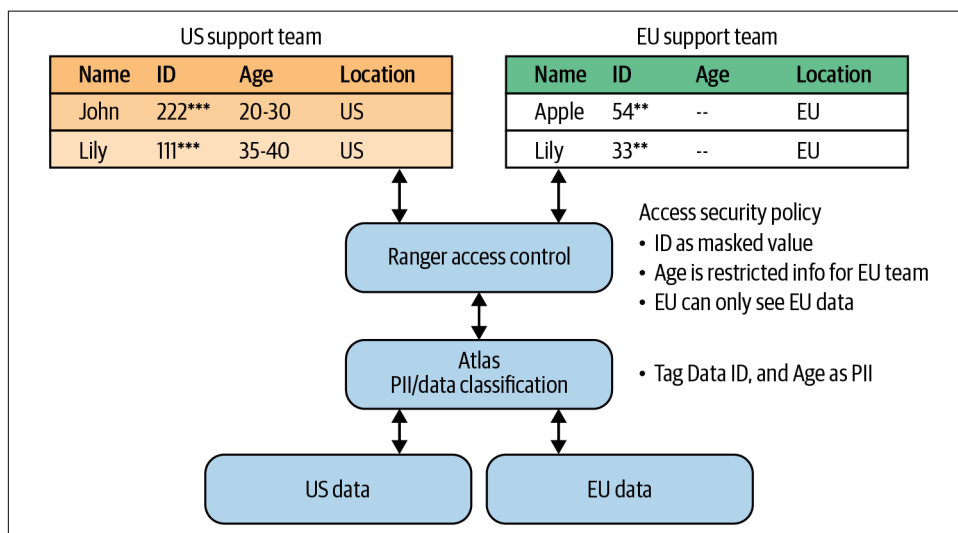 US support team
Name ID Age Location
John 222*** 20-30 US
Lily 111*** 35-40 US
EU support team
Name ID Age Location
Apple 54** -- EU
Lily 33** -- EU
Ranger access control
Access security policy
• ID as masked value
• Age is restricted info for EU team
• EU can only see EU data
Atlas
PII/data classification
• Tag Data ID, and Age as PII
US data
EU data